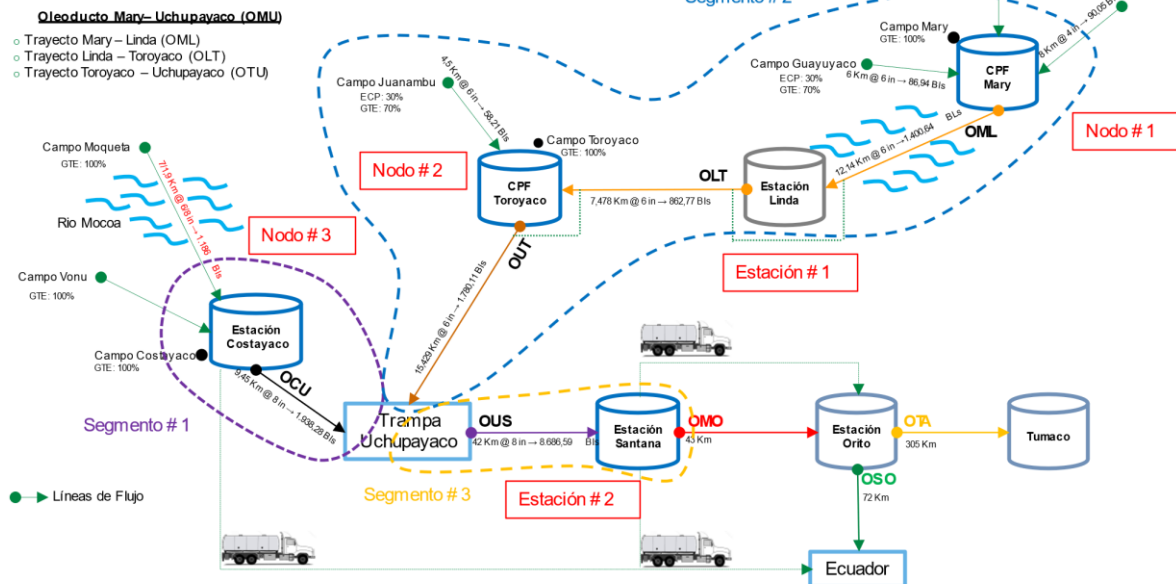 Oleoducto Mary– Uchupayaco (OMU)
Trayecto Mary – Linda (OML)
Trayecto Linda - Toroyaco (OLT)
Trayecto Toroyaco – Uchupayaco (OTU)
Campo Mary
GTE: 100%
8 Km @ 4 in → 90,05 Bls
Campo Guayuyaco
ECP: 30%
GTE: 70%
6 Km @ 6 in → 86,94 Bls
CPF
Mary
Nodo # 1
OML
12,14 Km @ 6 in → 1.400,64
BLs
Campo Juanambu
ECP: 30%
GTE: 70%
4,5 Km @ 6 in → 58,21 Bls
Campo Toroyaco
GTE: 100%
Nodo # 2
CPF
Toroyaco
OLT
7,478 Km @ 6 in → 862,77 Bls
Estación
Linda
Estación # 1
Campo Moqueta
GTE: 100%
Rio Mocoa
Bls
Nodo # 3
OUT
15,429 Km @ 6 in → 1.780,11 Bls
Campo Vonu
GTE: 100%
Estación
Costayaco
Campo Costayaco
GTE: 100%
OCU
9,45 Km @ 8 in → 1.938,28 Bls
Segmento # 1
Trampa
Uchupayaco
OUS
42 Km @ 8 in → 8.686,59
Bls
Estación
Santana
OMO
43 Km
Estación
Orito
OTA
305 Km
Tumaco
Segmento # 3
Estación # 2
OSO
72 Km
Líneas de Flujo
Ecuador